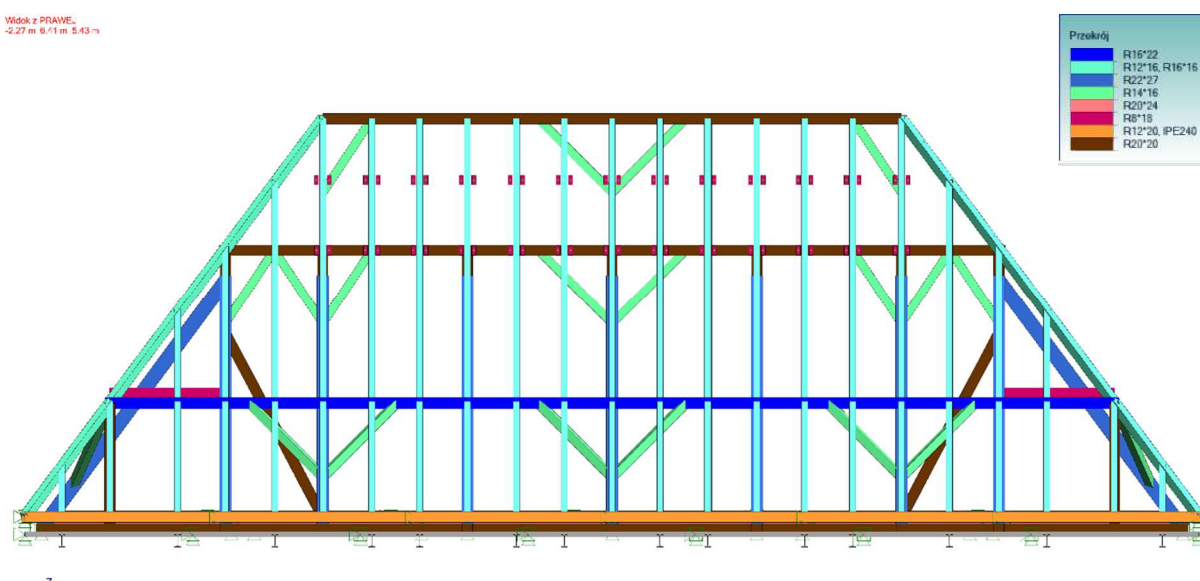 Widok z PRAWEJ
-2.27 m 6.41 m 5.43 m
Przekrój
R16*22
R12*16, R16*16
R22*27
R14*16
R20*24
R8*18
R12*20, IPE240
R20*20
Z